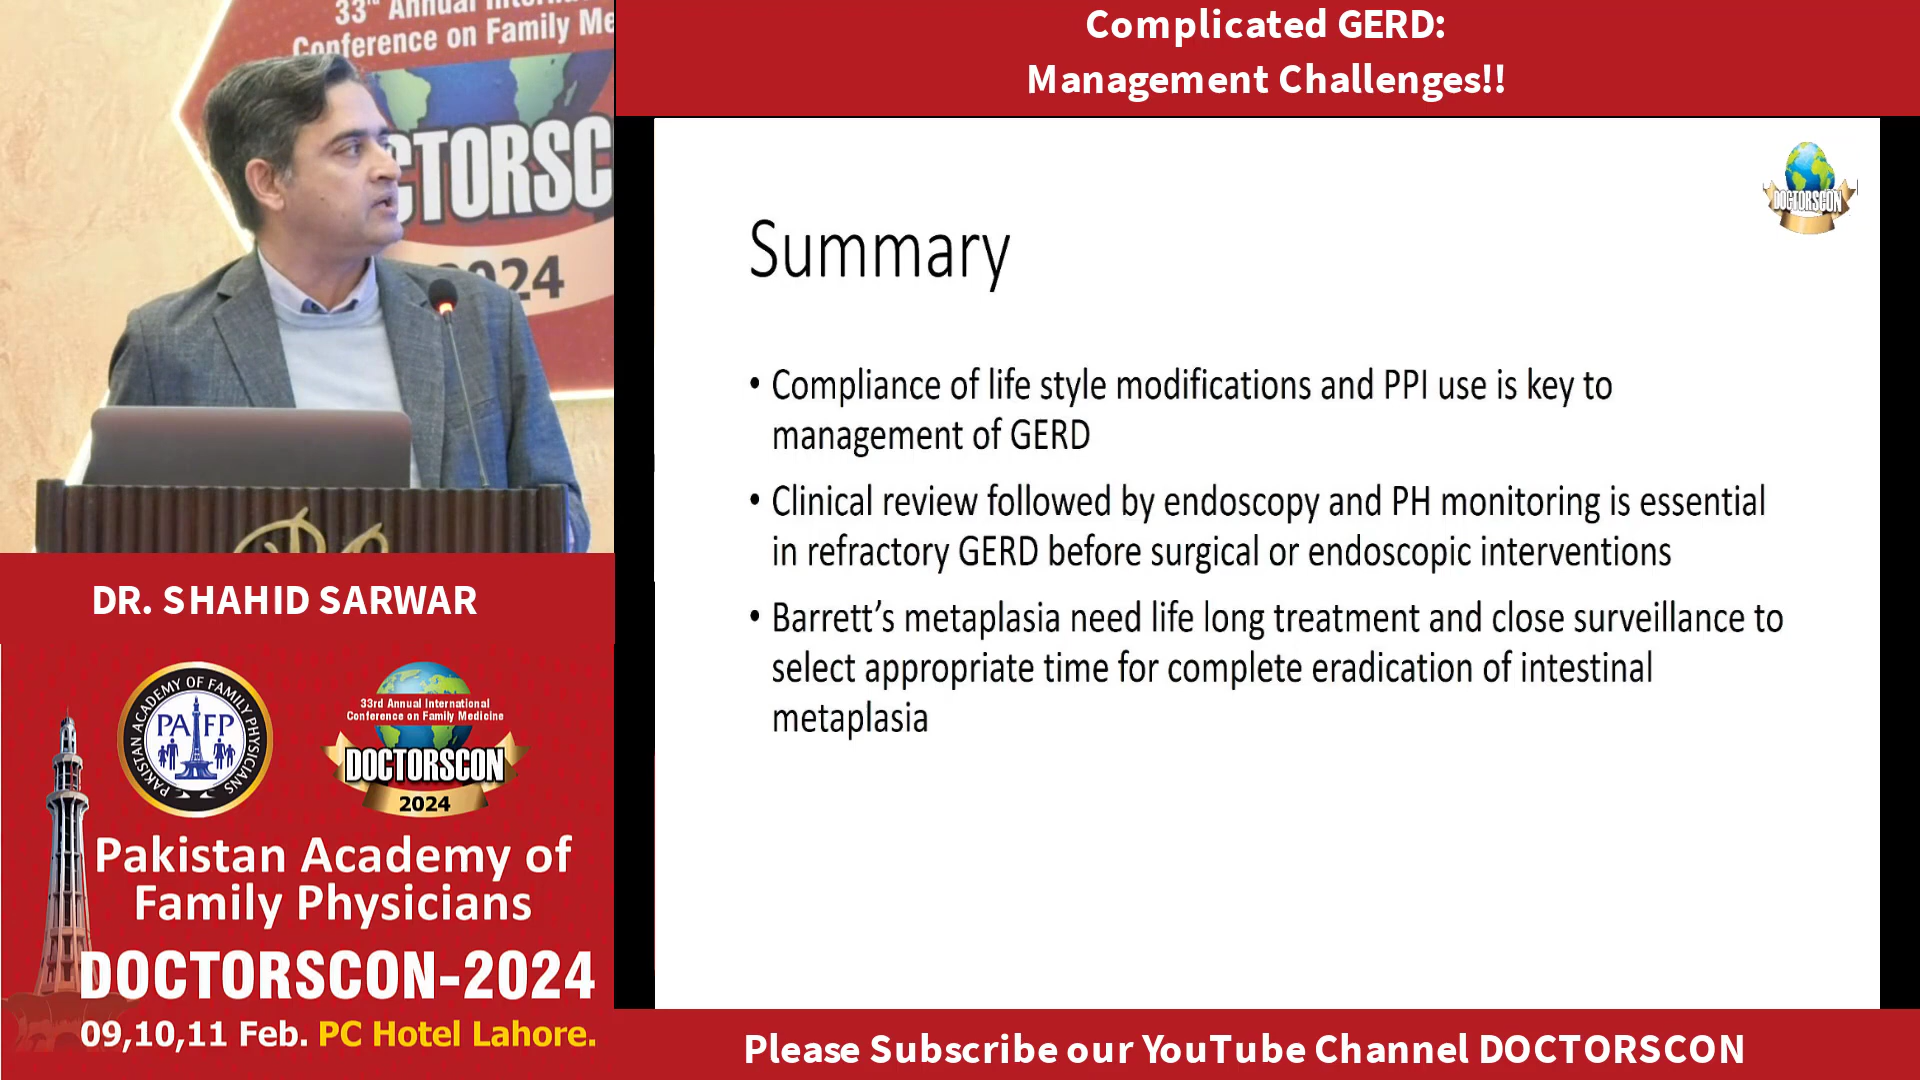 33rd Annual
Conference on Family Me
CTORSC
2024
DR. SHAHID SARWAR
PAKISTAN ACADEMY OF FAMILY PHYSICIANS
PAFP
33rd Annual International
Conference on Family Medicine
DOCTORSCON
2024
Pakistan Academy of
Family Physicians
DOCTORSCON-2024
09,10,11 Feb. PC Hotel Lahore.
Complicated GERD:
Management Challenges!!
DOCTORSCON
Summary
• Compliance of life style modifications and PPI use is key to
management of GERD
• Clinical review followed by endoscopy and PH monitoring is essential
in refractory GERD before surgical or endoscopic interventions
• Barrett’s metaplasia need life long treatment and close surveillance to
select appropriate time for complete eradication of intestinal
metaplasia
Please Subscribe our YouTube Channel DOCTORSCON